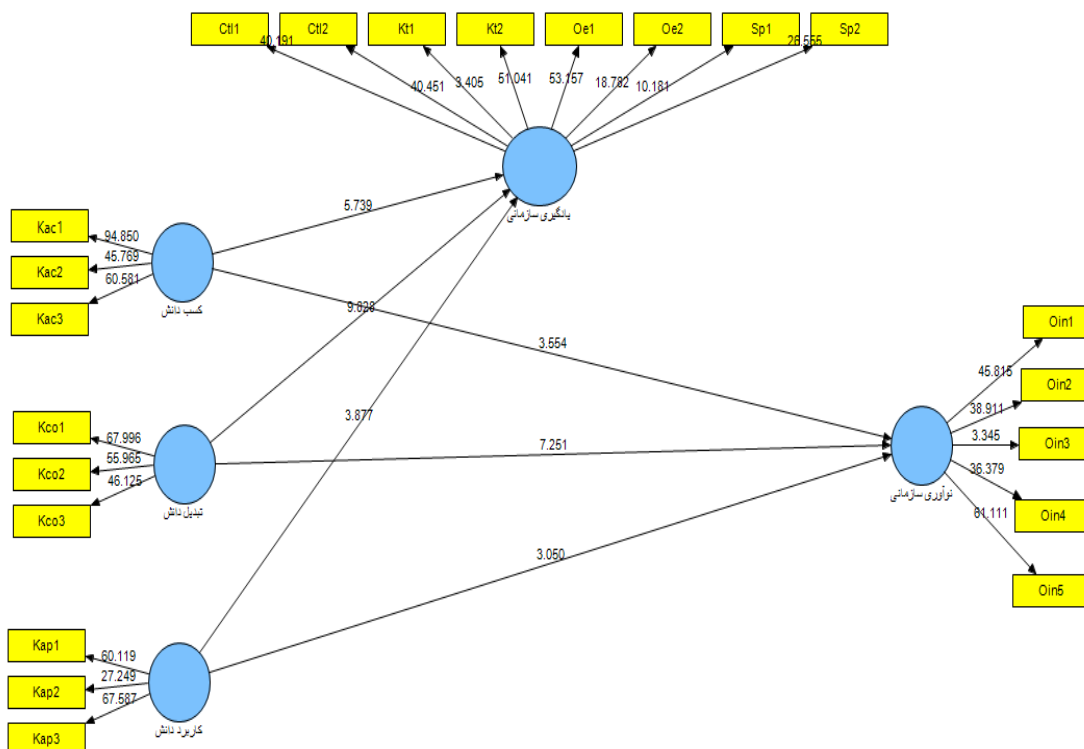 Ctl1
Ctl2
Kt1
Kt2
Oe1
Oe2
Sp1
Sp2
40.191
40.451
3.405
51.041
53.157
18.782
10.181
26.555
یادگیری سازمانی
5.739
Kac1
94.850
Kac2
45.769
Kac3
60.581
کسب دانش
9.828
3.554
Oin1
45.815
Oin2
38.911
Oin3
3.345
Oin4
36.379
Oin5
61.111
نوآوری سازمانی
3.877
7.251
Kco1
67.996
Kco2
55.965
Kco3
46.125
تبدیل دانش
3.050
Kap1
60.119
Kap2
27.249
Kap3
67.587
کاربرد دانش